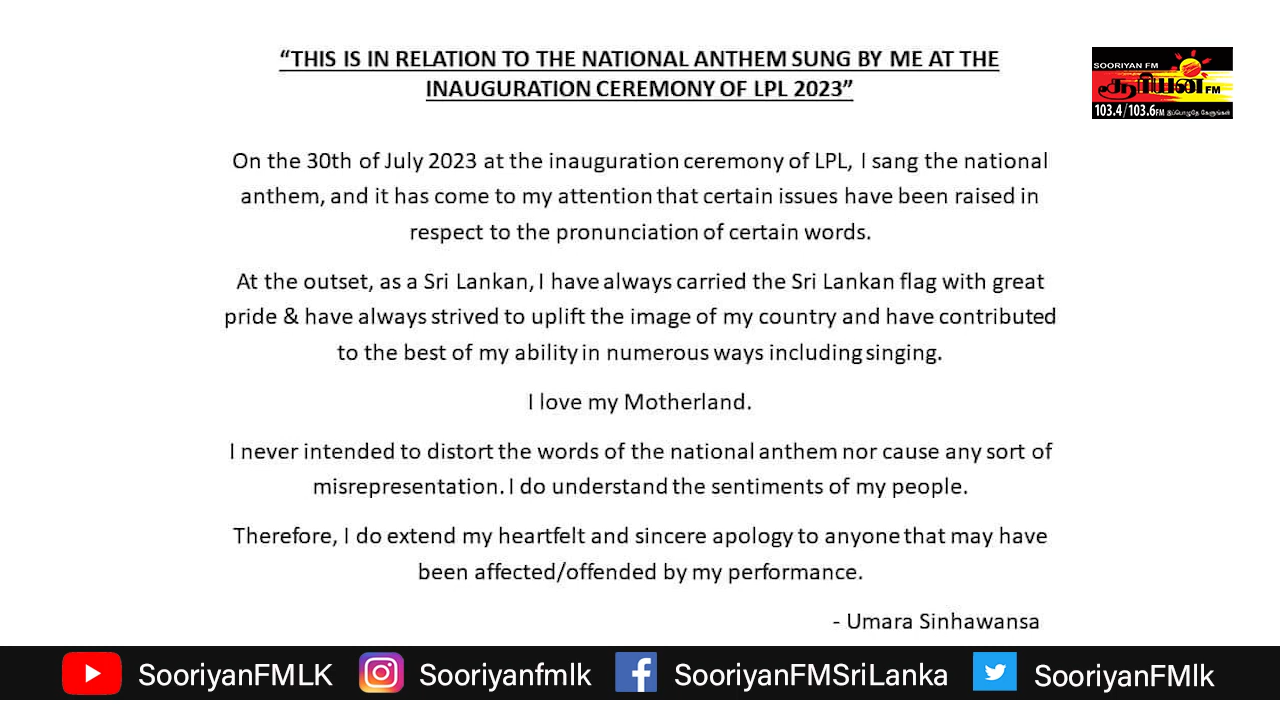 “THIS IS IN RELATION TO THE NATIONAL ANTHEM SUNG BY ME AT THE
INAUGURATION CEREMONY OF LPL 2023”
SOORIYAN FM
சூரியன் FM
103.4/103.6FM இப்பொழுதே கேளுங்கள்
On the 30th of July 2023 at the inauguration ceremony of LPL, I sang the national
anthem, and it has come to my attention that certain issues have been raised in
respect to the pronunciation of certain words.
At the outset, as a Sri Lankan, I have always carried the Sri Lankan flag with great
pride & have always strived to uplift the image of my country and have contributed
to the best of my ability in numerous ways including singing.
I love my Motherland.
I never intended to distort the words of the national anthem nor cause any sort of
misrepresentation. I do understand the sentiments of my people.
Therefore, I do extend my heartfelt and sincere apology to anyone that may have
been affected/offended by my performance.
- Umara Sinhawansa
SooriyanFMLK Sooriyanfmlk SooriyanFMSriLanka SooriyanFMlk